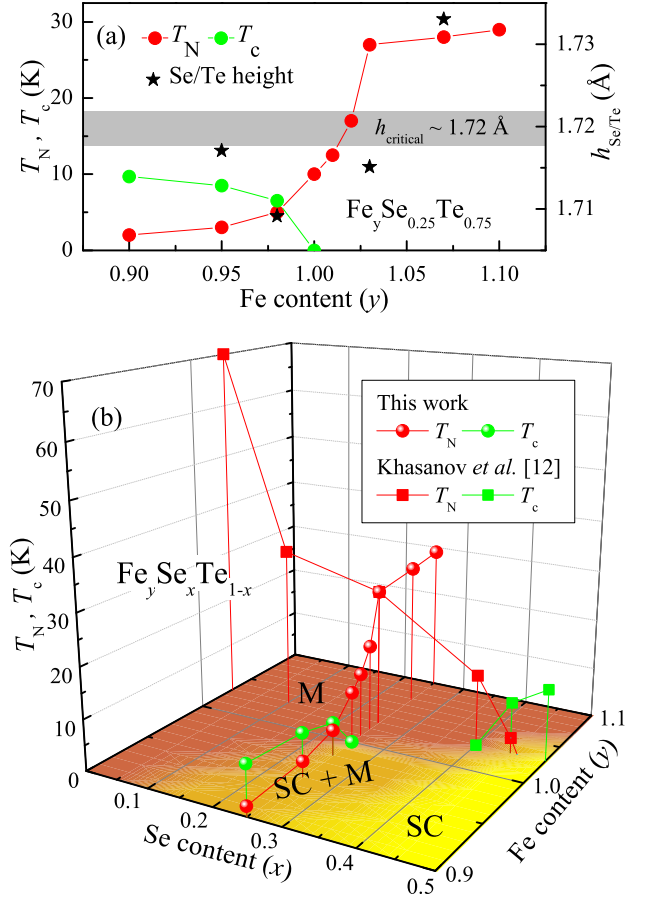 (a)
T_N
T_c
Se/Te height
h_critical ~ 1.72 Å
Fe_ySe_0.25Te_0.75
T_N , T_c (K)
30
20
10
0
h_Se/Te (Å)
1.73
1.72
1.71
0.90
0.95
1.00
1.05
1.10
Fe content (y)
(b)
This work
T_N
T_c
Khasanov et al. [12]
T_N
T_c
Fe_ySe_xTe_1-x
T_N , T_c (K)
70
60
50
40
30
20
10
0
M
SC + M
SC
0.1
0.2
0.3
0.4
0.5
Se content (x)
0.9
1.0
1.1
Fe content (y)